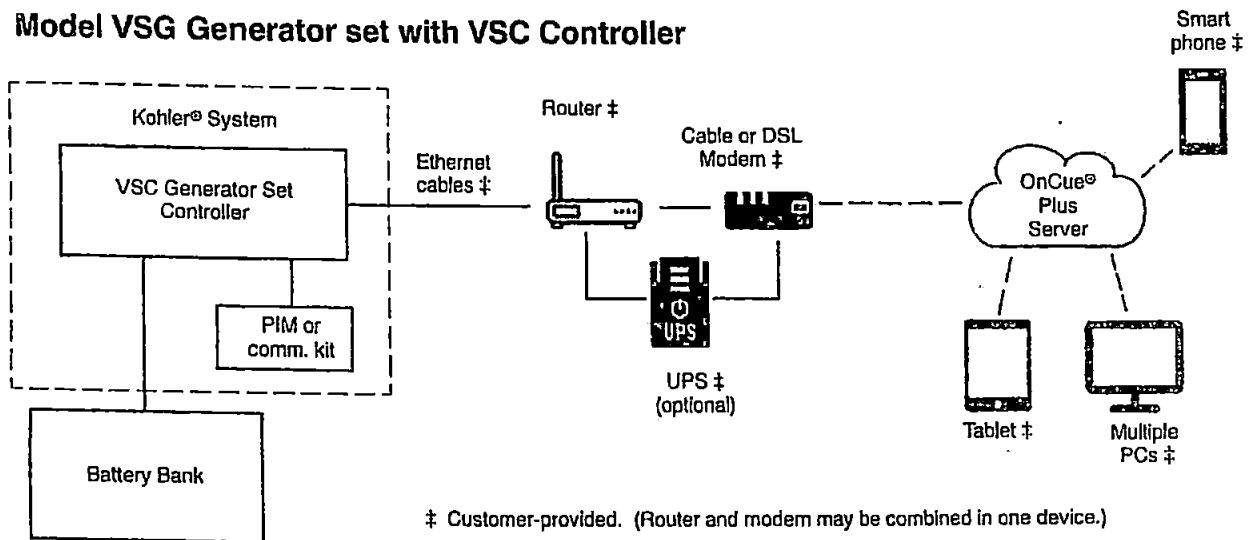 Model VSG Generator set with VSC Controller
Smart
phone ‡
Kohler® System
Router ‡
Cable or DSL
Modem ‡
Ethernet
cables ‡
VSC Generator Set
Controller
OnCue®
Plus
Server
PIM or
comm. kit
UPS
UPS ‡
(optional)
Tablet ‡
Multiple
PCs ‡
Battery Bank
‡ Customer-provided. (Router and modem may be combined in one device.)